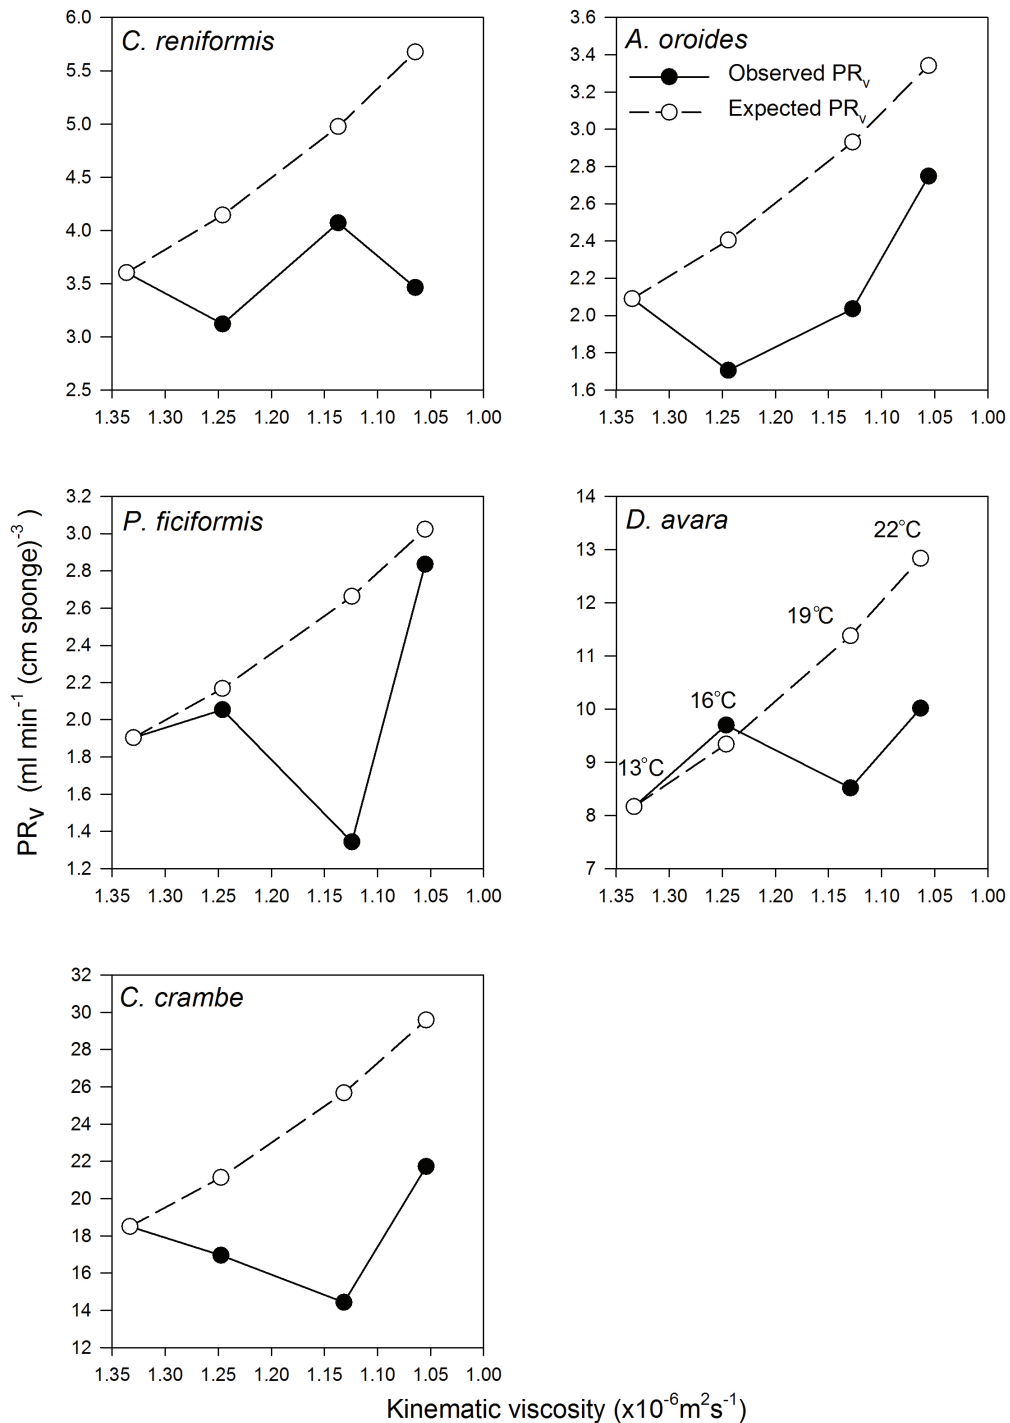 C. reniformis
6.0
5.5
5.0
4.5
4.0
3.5
3.0
2.5
1.35 1.30 1.25 1.20 1.15 1.10 1.05 1.00
A. oroides
Observed PRv
Expected PRv
3.6
3.4
3.2
3.0
2.8
2.6
2.4
2.2
2.0
1.8
1.6
1.35 1.30 1.25 1.20 1.15 1.10 1.05 1.00
P. ficiformis
3.2
3.0
2.8
2.6
2.4
2.2
2.0
1.8
1.6
1.4
1.2
1.35 1.30 1.25 1.20 1.15 1.10 1.05 1.00
D. avara
14
13
12
11
10
9
8
7
22°C
19°C
16°C
13°C
1.35 1.30 1.25 1.20 1.15 1.10 1.05 1.00
PRv (ml min⁻¹ (cm sponge)⁻³ )
C. crambe
32
30
28
26
24
22
20
18
16
14
12
1.35 1.30 1.25 1.20 1.15 1.10 1.05 1.00
Kinematic viscosity (x10⁻⁶m²s⁻¹)